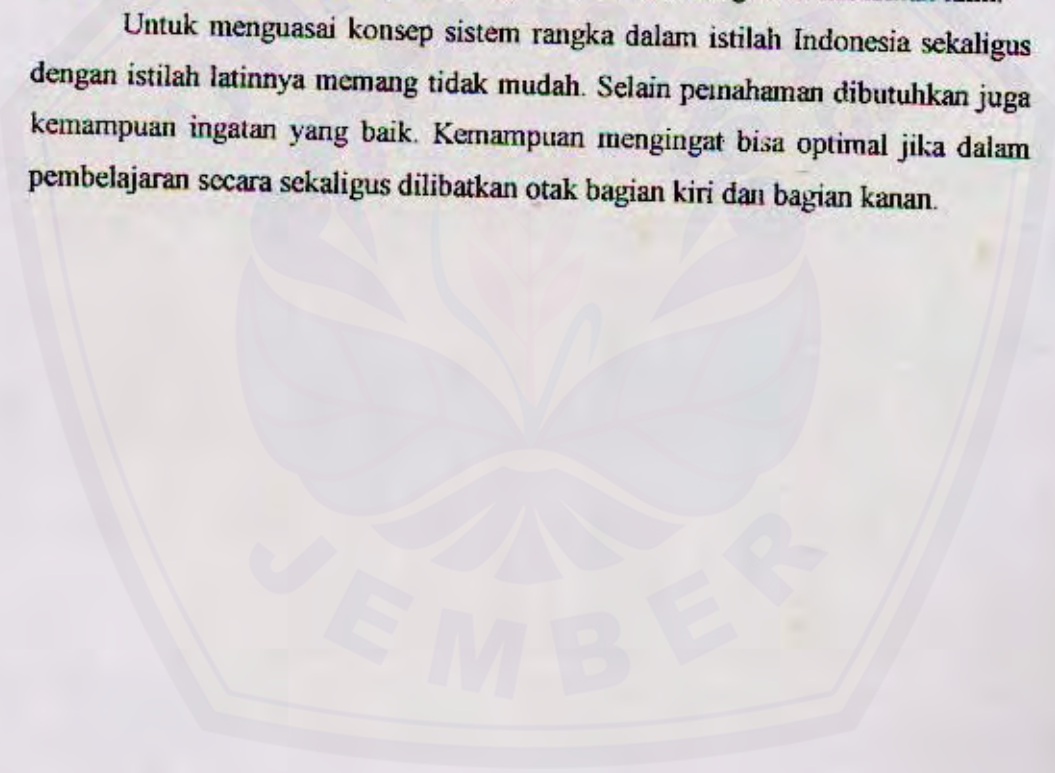 Untuk menguasai konsep sistem rangka dalam istilah Indonesia sekaligus
dengan istilah latinnya memang tidak mudah. Selain pemahaman dibutuhkan juga
kemampuan ingatan yang baik. Kemampuan mengingat bisa optimal jika dalam
pembelajaran secara sekaligus dilibatkan otak bagian kiri dan bagian kanan.
JEMBER